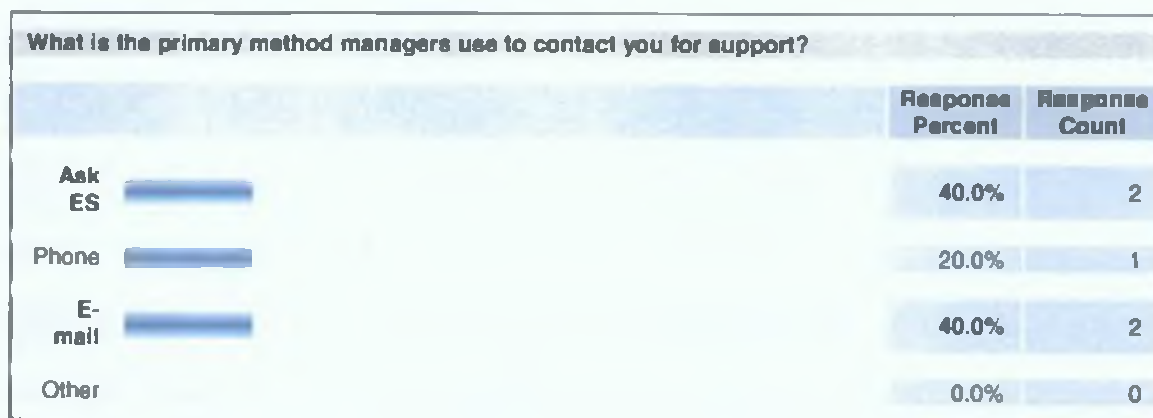 What is the primary method managers use to contact you for support?
Response Percent Response Count
Ask ES 40.0% 2
Phone 20.0% 1
E-mail 40.0% 2
Other 0.0% 0